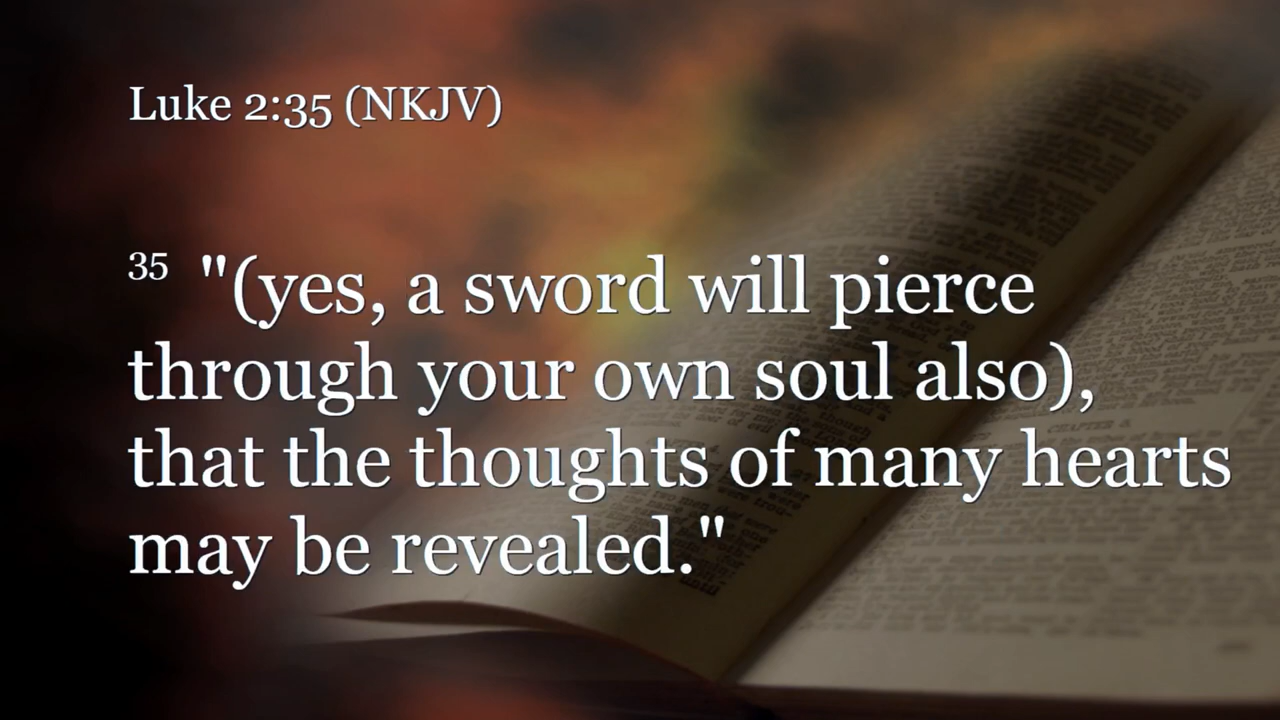 Luke 2:35 (NKJV)
35 "(yes, a sword will pierce
through your own soul also),
that the thoughts of many hearts
may be revealed."